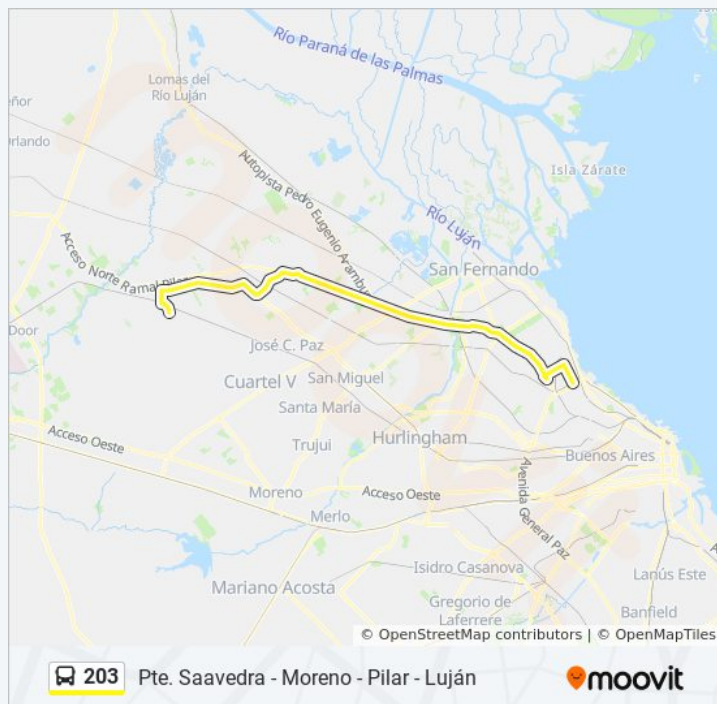 Río Paraná de las Palmas
Lomas del
Río Luján
eñor
Orlando
Isla Zárate
Autopista Pedro Eugenio Arambu
Río Luján
Acceso Norte Ramal Pilar
San Fernando
Door
José C. Paz
Cuartel V
San Miguel
Santa María
Acceso Oeste
Trujui
Hurlingham
Buenos Aires
Moreno
Acceso Oeste
Avenida General Paz
Merlo
Isidro Casanova
Lanús Este
Mariano Acosta
Gregorio de
Laferrere
Banfield
© OpenStreetMap contributors | © OpenMapTiles
203 Pte. Saavedra - Moreno - Pilar - Luján
moovit